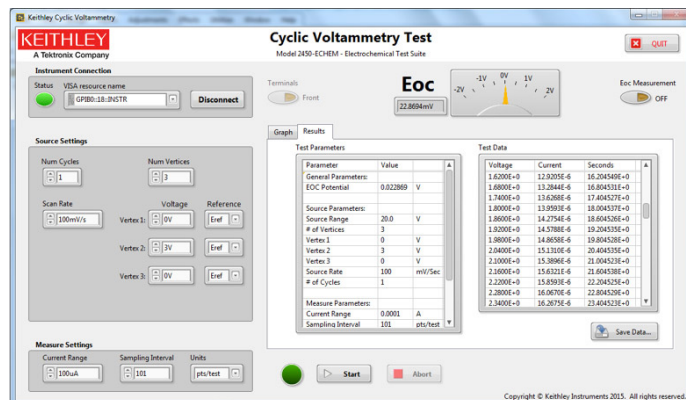 Keithley Cyclic Voltammetry
KEITHLEY
A Tektronix Company
Cyclic Voltammetry Test
Model 2450-ECHEM - Electrochemical Test Suite
QUIT
Instrument Connection
Status VISA resource name
GPIB0::18::INSTR
Disconnect
Terminals
Front
Eoc
22.8694mV
-2V -1V 0V 1V 2V
Eoc Measurement
OFF
Source Settings
Num Cycles Num Vertices
1 3
Scan Rate Voltage Reference
100mV/s Vertex 1: 0V Eref
Vertex 2: 3V Eref
Vertex 3: 0V Eref
Measure Settings
Current Range Sampling Interval Units
100uA 101 pts/test
Graph Results
Test Parameters
Parameter Value
General Parameters:
EOC Potential 0.022869 V
Source Parameters:
Source Range 20.0 V
# of Vertices 3
Vertex 1 0 V
Vertex 2 3 V
Vertex 3 0 V
Source Rate 100 mV/Sec
# of Cycles 1
Measure Parameters:
Current Range 0.0001 A
Sampling Interval 101 pts/test
Test Data
Voltage Current Seconds
1.6200E+0 12.9205E-6 16.204549E+0
1.6800E+0 13.2844E-6 16.804531E+0
1.7400E+0 13.6268E-6 17.404527E+0
1.8000E+0 13.9593E-6 18.004537E+0
1.8600E+0 14.2754E-6 18.604526E+0
1.9200E+0 14.5788E-6 19.204535E+0
1.9800E+0 14.8658E-6 19.804528E+0
2.0400E+0 15.1310E-6 20.404535E+0
2.1000E+0 15.3896E-6 21.004523E+0
2.1600E+0 15.6321E-6 21.604538E+0
2.2200E+0 15.8593E-6 22.204525E+0
2.2800E+0 16.0670E-6 22.804529E+0
2.3400E+0 16.2675E-6 23.404523E+0
Save Data...
Start
Abort
Copyright © Keithley Instruments 2015. All rights reserved.